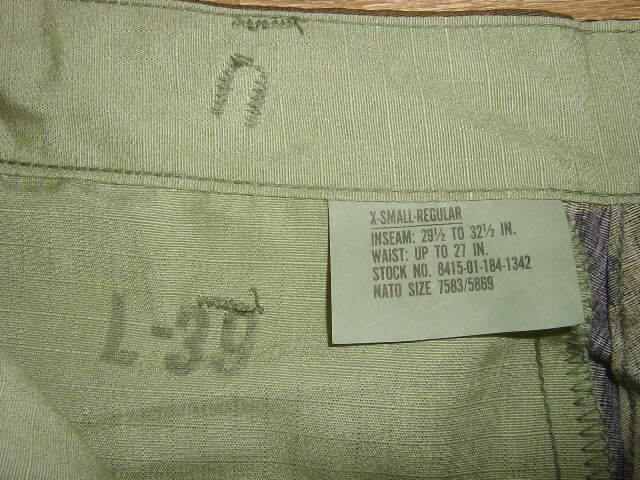 X-SMALL-REGULAR
INSEAM: 29½ TO 32½ IN.
WAIST: UP TO 27 IN.
STOCK NO. 8415-01-184-1342
NATO SIZE 7583/5869
L-39